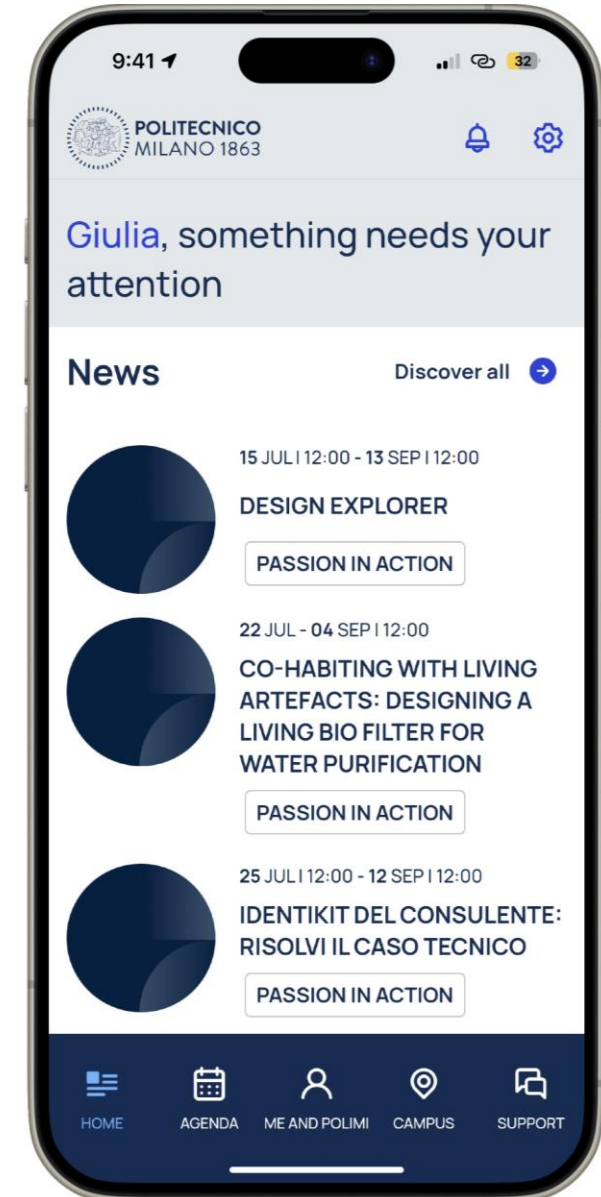 9:41
32
POLITECNICO
MILANO 1863
Giulia, something needs your
attention
News
Discover all
15 JUL | 12:00 - 13 SEP | 12:00
DESIGN EXPLORER
PASSION IN ACTION
22 JUL - 04 SEP | 12:00
CO-HABITING WITH LIVING
ARTEFACTS: DESIGNING A
LIVING BIO FILTER FOR
WATER PURIFICATION
PASSION IN ACTION
25 JUL | 12:00 - 12 SEP | 12:00
IDENTIKIT DEL CONSULENTE:
RISOLVI IL CASO TECNICO
PASSION IN ACTION
HOME
AGENDA
ME AND POLIMI
CAMPUS
SUPPORT